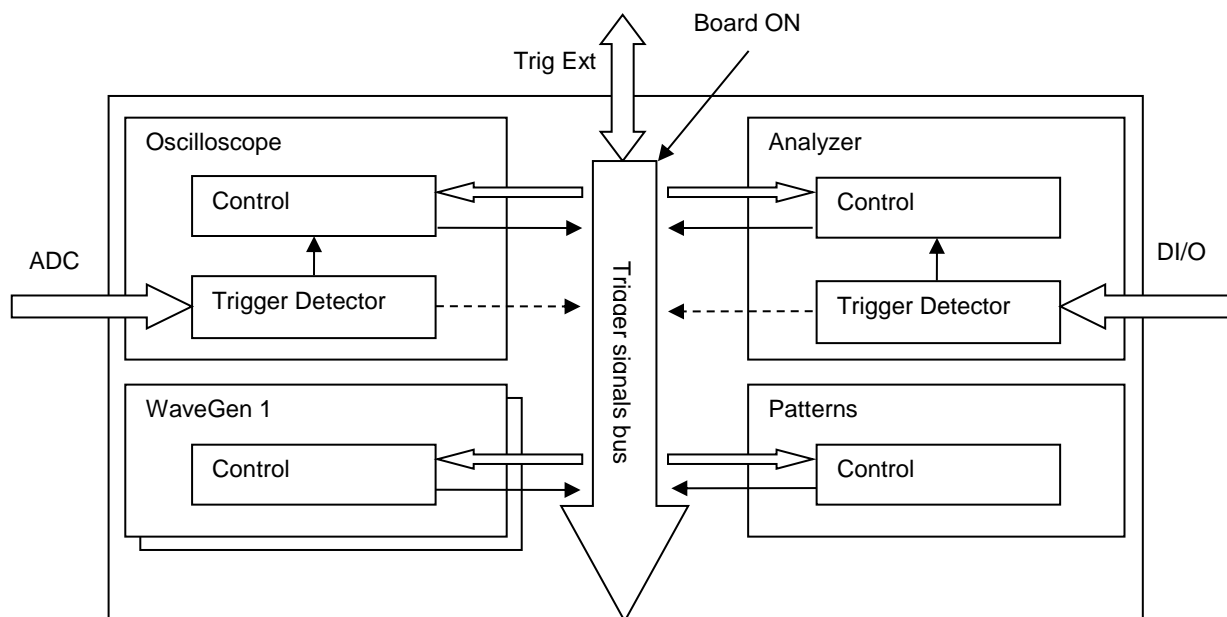 Board ON
Trig Ext
Oscilloscope
Control
Trigger Detector
ADC
Analyzer
Control
Trigger Detector
DI/O
Trigger signals bus
WaveGen 1
Control
Patterns
Control